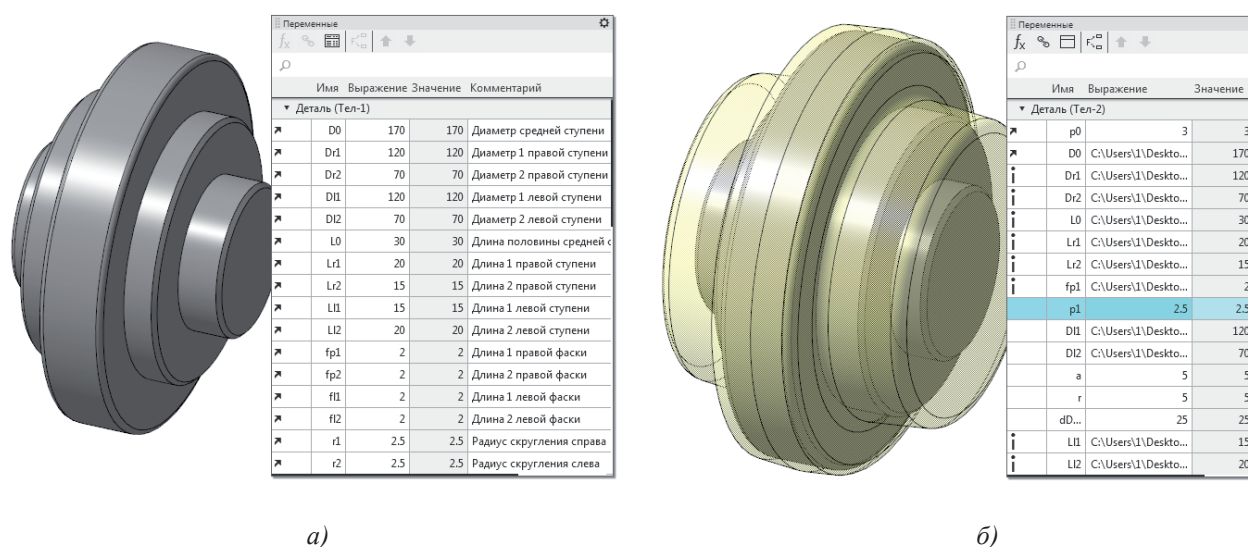 Переменные
Имя Выражение Значение Комментарий
Деталь (Тел-1)
D0 170 170 Диаметр средней ступени
Dr1 120 120 Диаметр 1 правой ступени
Dr2 70 70 Диаметр 2 правой ступени
Dl1 120 120 Диаметр 1 левой ступени
Dl2 70 70 Диаметр 2 левой ступени
L0 30 30 Длина половины средней с
Lr1 20 20 Длина 1 правой ступени
Lr2 15 15 Длина 2 правой ступени
Ll1 15 15 Длина 1 левой ступени
Ll2 20 20 Длина 2 левой ступени
fp1 2 2 Длина 1 правой фаски
fp2 2 2 Длина 2 правой фаски
fl1 2 2 Длина 1 левой фаски
fl2 2 2 Длина 2 левой фаски
r1 2.5 2.5 Радиус скругления справа
r2 2.5 2.5 Радиус скругления слева
а)
Переменные
Имя Выражение Значение
Деталь (Тел-2)
p0 3 3
D0 C:\Users\1\Deskto... 170
Dr1 C:\Users\1\Deskto... 120
Dr2 C:\Users\1\Deskto... 70
L0 C:\Users\1\Deskto... 30
Lr1 C:\Users\1\Deskto... 20
Lr2 C:\Users\1\Deskto... 15
fp1 C:\Users\1\Deskto... 2
p1 2.5 2.5
Dl1 C:\Users\1\Deskto... 120
Dl2 C:\Users\1\Deskto... 70
a 5 5
r 5 5
dD... 25 25
Ll1 C:\Users\1\Deskto... 15
Ll2 C:\Users\1\Deskto... 20
б)